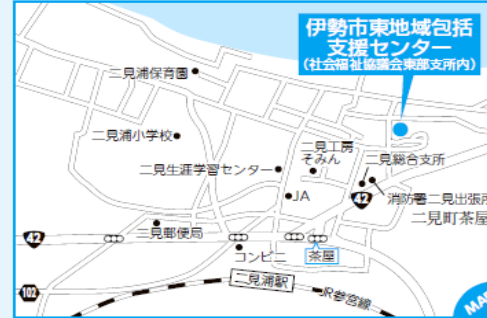 伊勢市東地域包括
支援センター
(社会福祉協議会東部支所内)
二見浦保育園
二見浦小学校
二見工房
そみん
二見総合支所
二見生涯学習センター
JA
42
消防署二見出張所
二見町茶屋
二見郵便局
42
コンビニ
茶屋
102
二見浦駅
JR参宮線
MAP